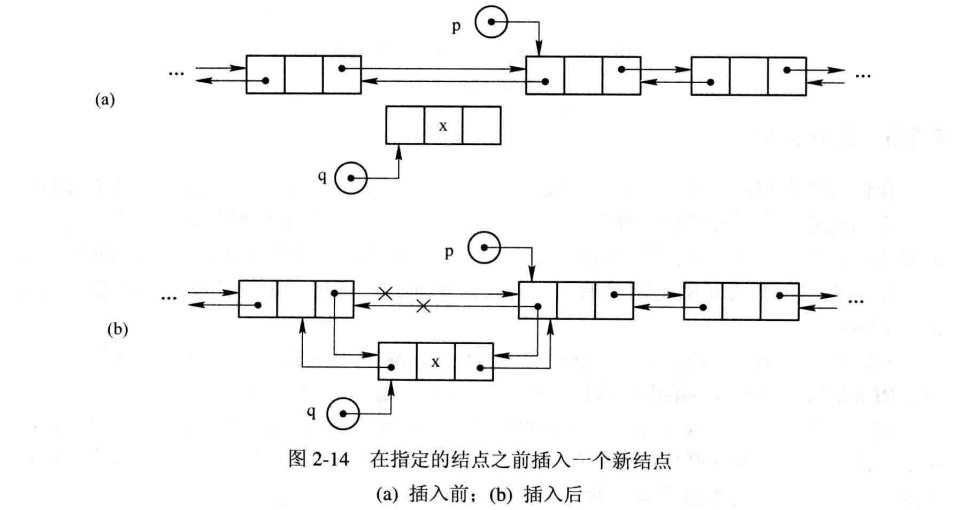 p
...
...
(a)
x
q
p
...
...
(b)
x
q
图 2-14 在指定的结点之前插入一个新结点
(a) 插入前；(b) 插入后